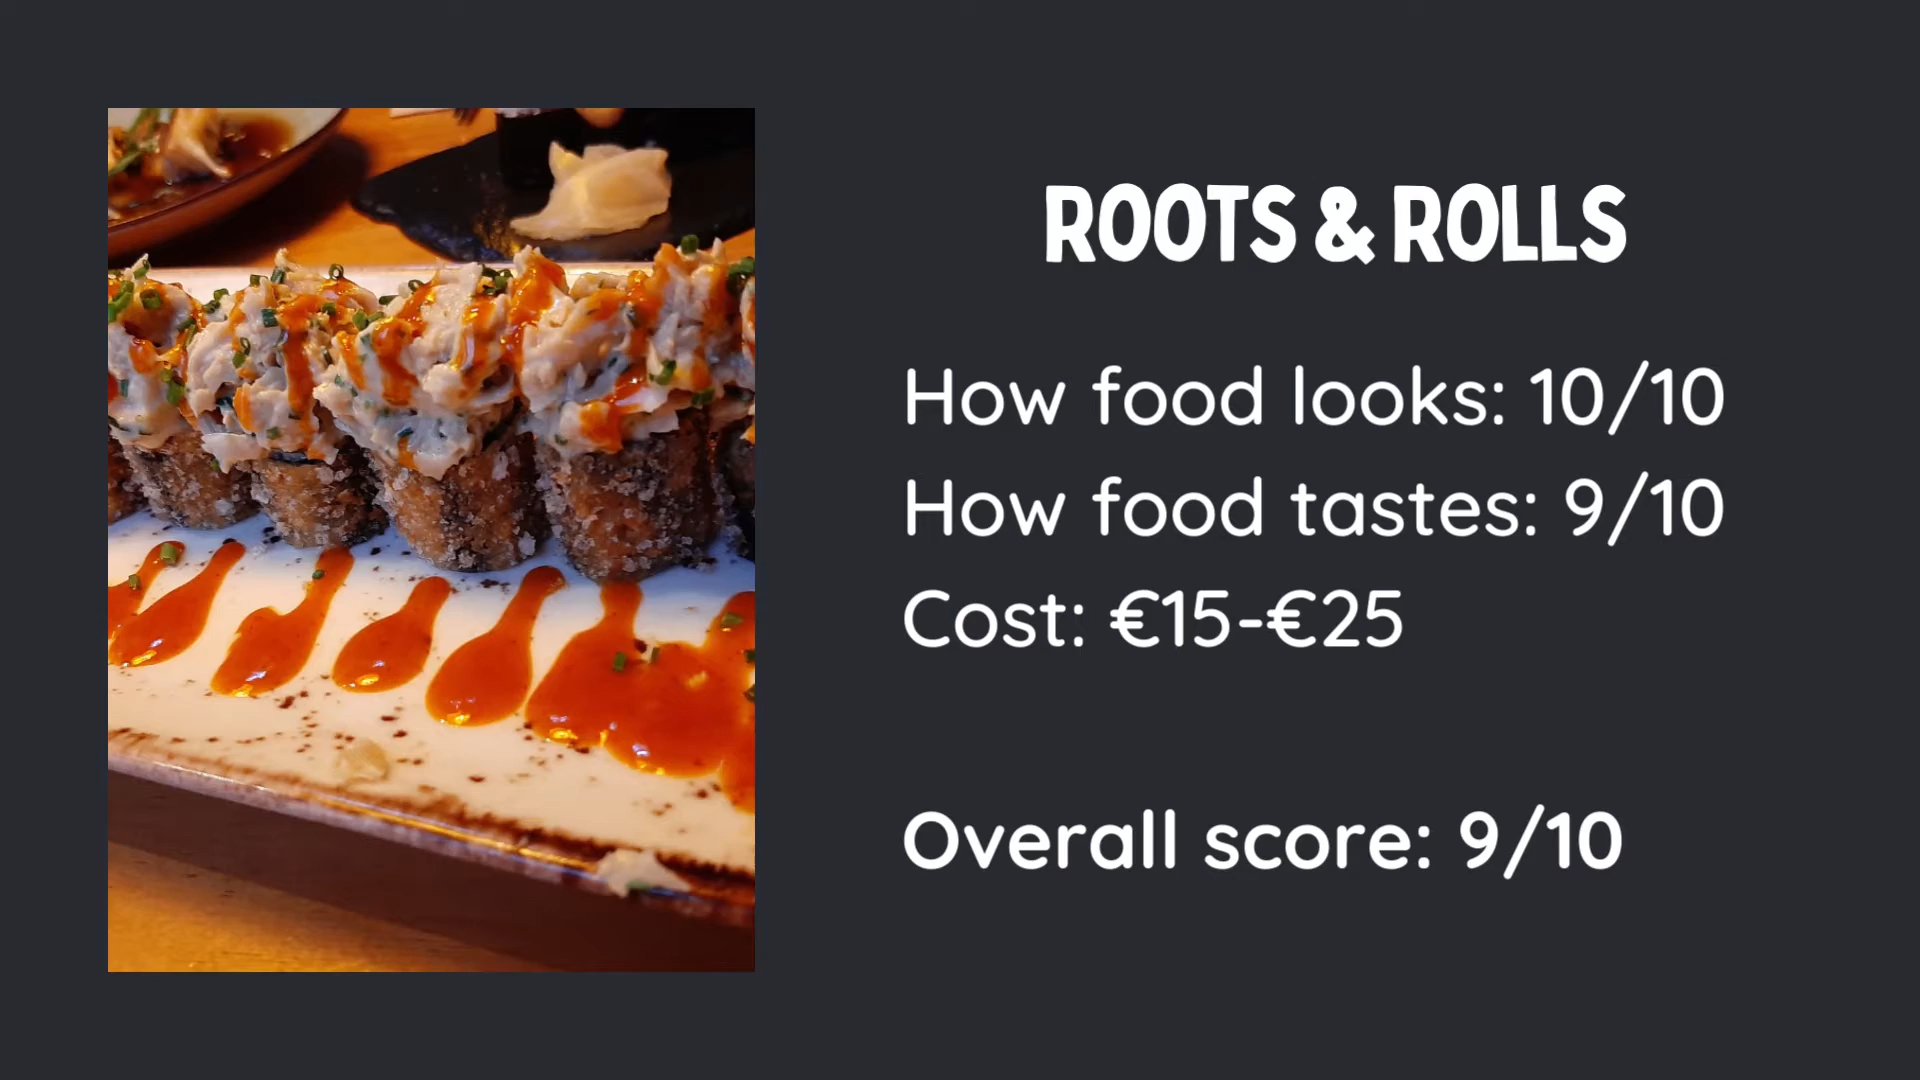 ROOTS & ROLLS
How food looks: 10/10
How food tastes: 9/10
Cost: €15-€25
Overall score: 9/10